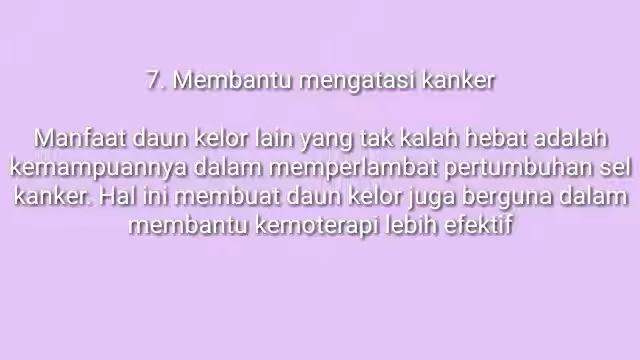 7. Membantu mengatasi kanker
Manfaat daun kelor lain yang tak kalah hebat adalah
kemampuannya dalam memperlambat pertumbuhan sel
kanker. Hal ini membuat daun kelor juga berguna dalam
membantu kemoterapi lebih efektif